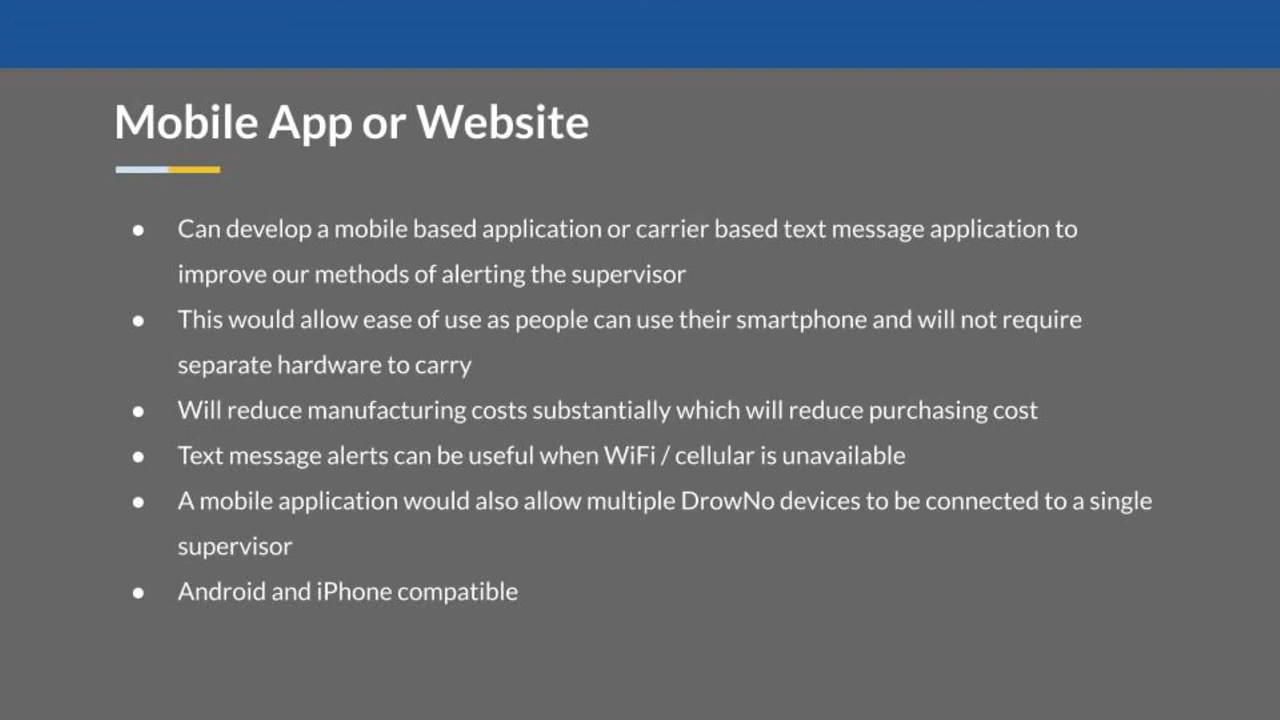 Mobile App or Website
● Can develop a mobile based application or carrier based text message application to
improve our methods of alerting the supervisor
● This would allow ease of use as people can use their smartphone and will not require
separate hardware to carry
● Will reduce manufacturing costs substantially which will reduce purchasing cost
● Text message alerts can be useful when WiFi / cellular is unavailable
● A mobile application would also allow multiple DrowNo devices to be connected to a single
supervisor
● Android and iPhone compatible